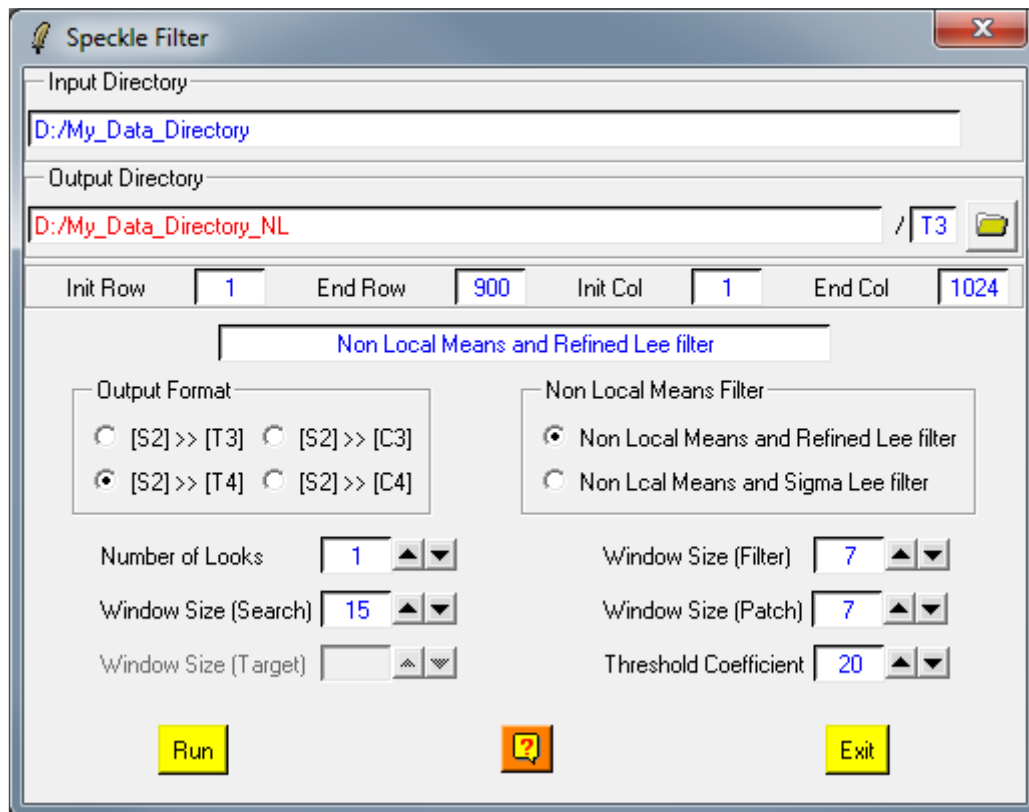 Speckle Filter
Input Directory
D:/My_Data_Directory
Output Directory
D:/My_Data_Directory_NL / T3
Init Row 1 End Row 900 Init Col 1 End Col 1024
Non Local Means and Refined Lee filter
Output Format
[S2] >> [T3] [S2] >> [C3]
[S2] >> [T4] [S2] >> [C4]
Non Local Means Filter
Non Local Means and Refined Lee filter
Non Lcal Means and Sigma Lee filter
Number of Looks 1 Window Size (Filter) 7
Window Size (Search) 15 Window Size (Patch) 7
Window Size (Target) Threshold Coefficient 20
Run ? Exit